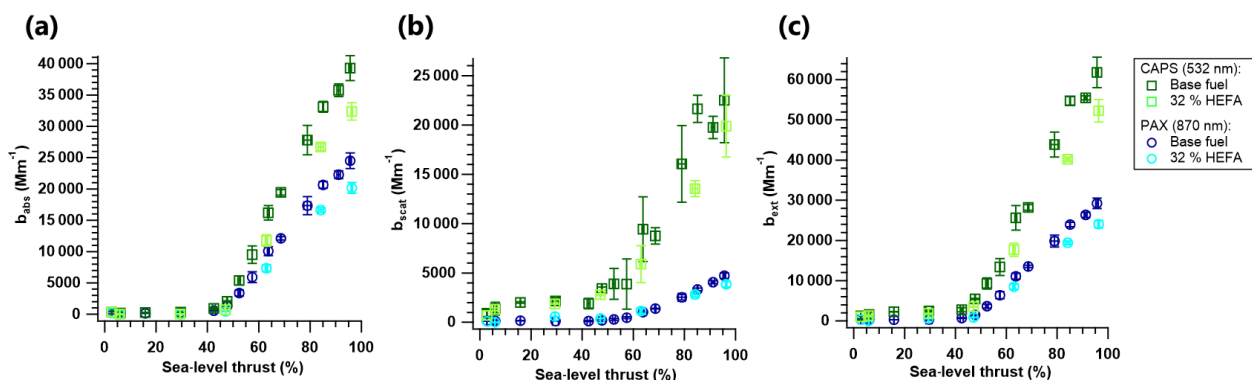 (a)
40 000
35 000
30 000
25 000
20 000
15 000
10 000
5000
0
b_abs (Mm⁻¹)
0 20 40 60 80 100
Sea-level thrust (%)
(b)
25 000
20 000
15 000
10 000
5000
0
b_scat (Mm⁻¹)
0 20 40 60 80 100
Sea-level thrust (%)
(c)
60 000
50 000
40 000
30 000
20 000
10 000
0
b_ext (Mm⁻¹)
0 20 40 60 80 100
Sea-level thrust (%)
CAPS (532 nm):
Base fuel
32 % HEFA
PAX (870 nm):
Base fuel
32 % HEFA